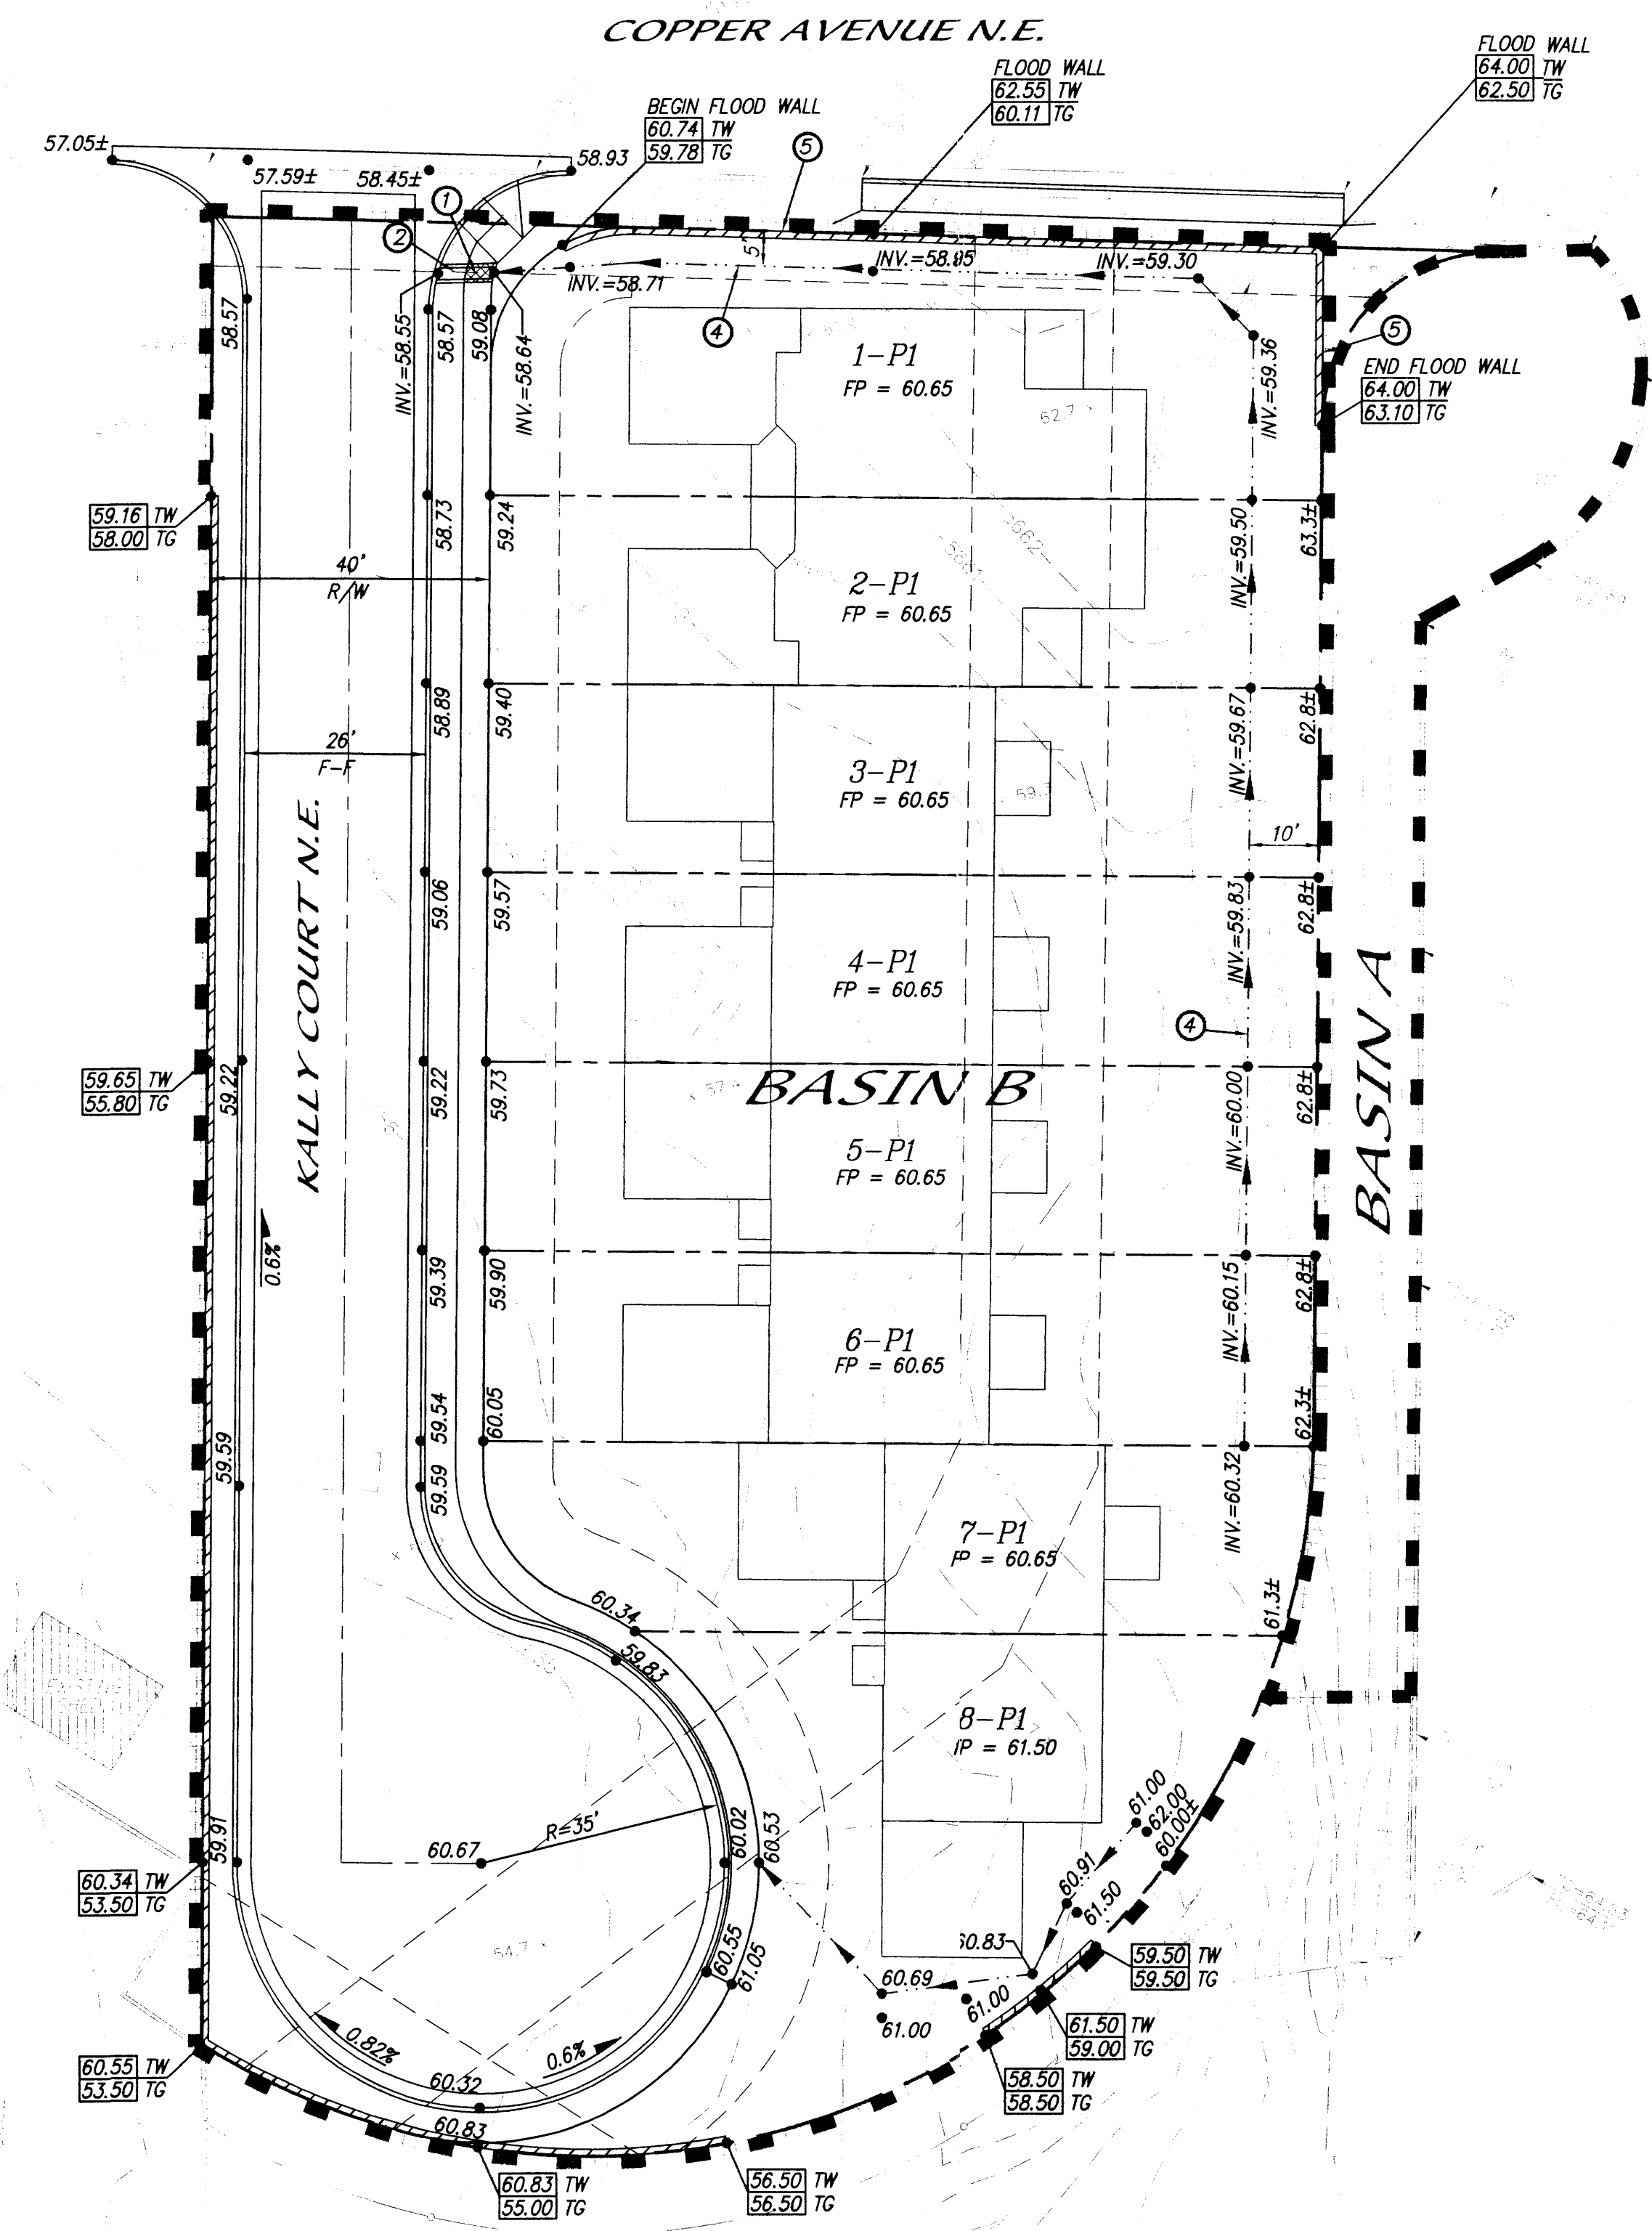 COPPER AVENUE N.E.
FLOOD WALL
64.00 TW
62.50 TG
FLOOD WALL
62.55 TW
60.11 TG
BEGIN FLOOD WALL
60.74 TW
59.78 TG
57.05±
58.93
57.59±
58.45±
1
2
5
5'
INV.=58.71
INV.=58.95
INV.=59.30
4
58.57
INV.=58.55
58.57
59.08
INV.=58.64
1-P1
FP = 60.65
62.7
INV.=59.36
5
END FLOOD WALL
64.00 TW
63.10 TG
59.16 TW
58.00 TG
58.73
59.24
INV.=59.50
63.3±
40'
R/W
2-P1
FP = 60.65
58.89
59.40
INV.=59.67
62.8±
26'
F-F
3-P1
FP = 60.65
10'
KALLY COURT N.E.
59.06
59.57
INV.=59.83
62.8±
4-P1
FP = 60.65
4
59.65 TW
55.80 TG
59.22
59.22
59.73
BASIN B
INV.=60.00
62.8±
BASIN A
5-P1
FP = 60.65
0.6%
59.39
59.90
INV.=60.15
62.8±
6-P1
FP = 60.65
59.59
59.54
60.05
62.3±
59.59
INV.=60.32
7-P1
FP = 60.65
60.34
61.3±
59.83
EXISTING
8-P1
FP = 61.50
61.00
62.00
60.00±
59.91
60.67
R=35'
60.02
60.53
60.34 TW
53.50 TG
60.91
61.50
54.7
60.83
59.50 TW
59.50 TG
60.55
61.05
60.69
61.00
61.00
61.50 TW
59.00 TG
0.82%
0.6%
60.55 TW
53.50 TG
60.32
58.50 TW
58.50 TG
60.83
60.83 TW
55.00 TG
56.50 TW
56.50 TG